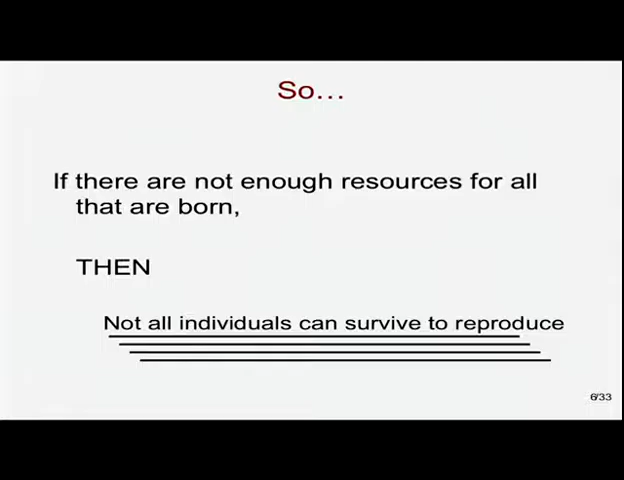 So…
If there are not enough resources for all
that are born,
THEN
Not all individuals can survive to reproduce
6/33